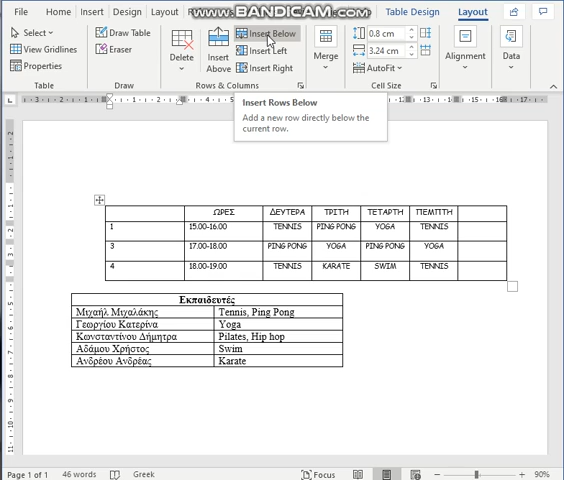 File Home Insert Design Layout R www.BANDICAM.com Table Design Layout
Select
View Gridlines
Properties
Table
Draw Table
Eraser
Draw
Delete
Insert Above
Insert Below
Insert Left
Insert Right
Rows & Columns
Merge
0.8 cm
3.24 cm
AutoFit
Cell Size
Alignment
Data
Insert Rows Below
Add a new row directly below the
current row.
ΩΡΕΣ ΔΕΥΤΕΡΑ ΤΡΙΤΗ ΤΕΤΑΡΤΗ ΠΕΜΠΤΗ
1 15.00-16.00 TENNIS PING PONG YOGA TENNIS
3 17.00-18.00 PING PONG YOGA PING PONG YOGA
4 18.00-19.00 TENNIS KARATE SWIM TENNIS
Εκπαιδευτές
Μιχαήλ Μιχαλάκης Tennis, Ping Pong
Γεωργίου Κατερίνα Yoga
Κωνσταντίνου Δήμητρα Pilates, Hip hop
Αδάμου Χρήστος Swim
Ανδρέου Ανδρέας Karate
Page 1 of 1 46 words Greek Focus 90%